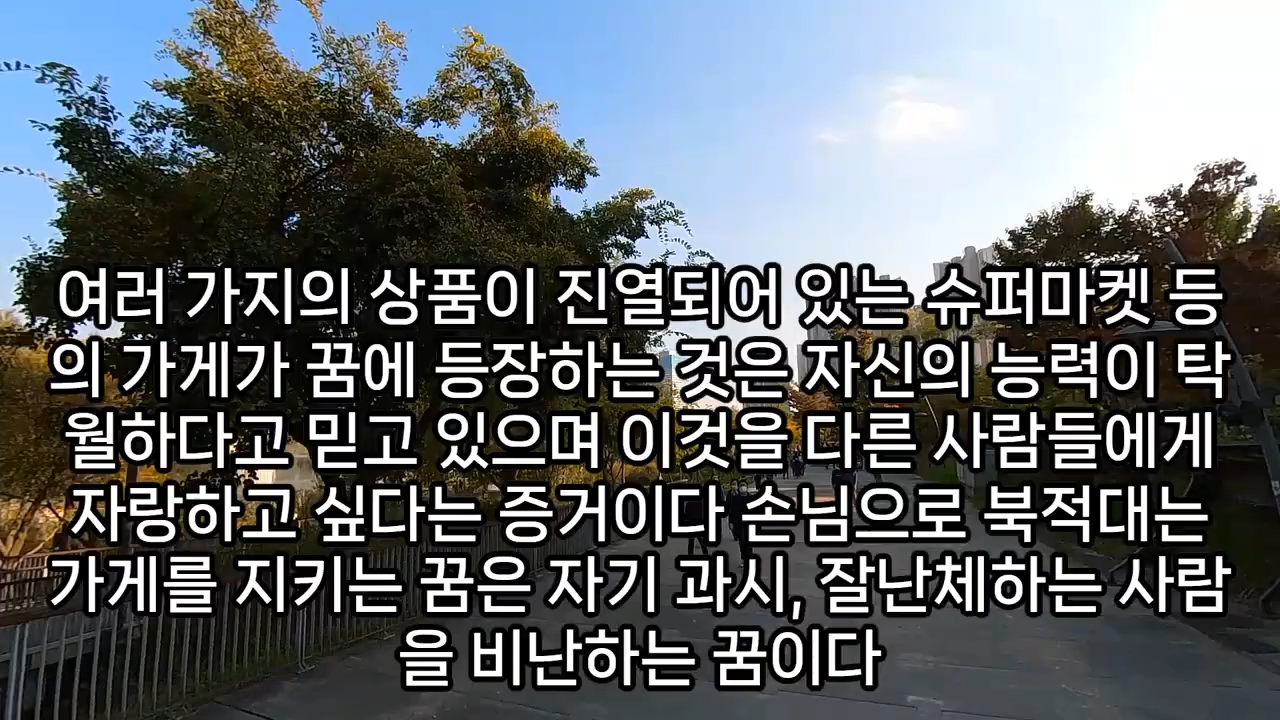 여러 가지의 상품이 진열되어 있는 슈퍼마켓 등
의 가게가 꿈에 등장하는 것은 자신의 능력이 탁
월하다고 믿고 있으며 이것을 다른 사람들에게
자랑하고 싶다는 증거이다 손님으로 북적대는
가게를 지키는 꿈은 자기 과시, 잘난체하는 사람
을 비난하는 꿈이다